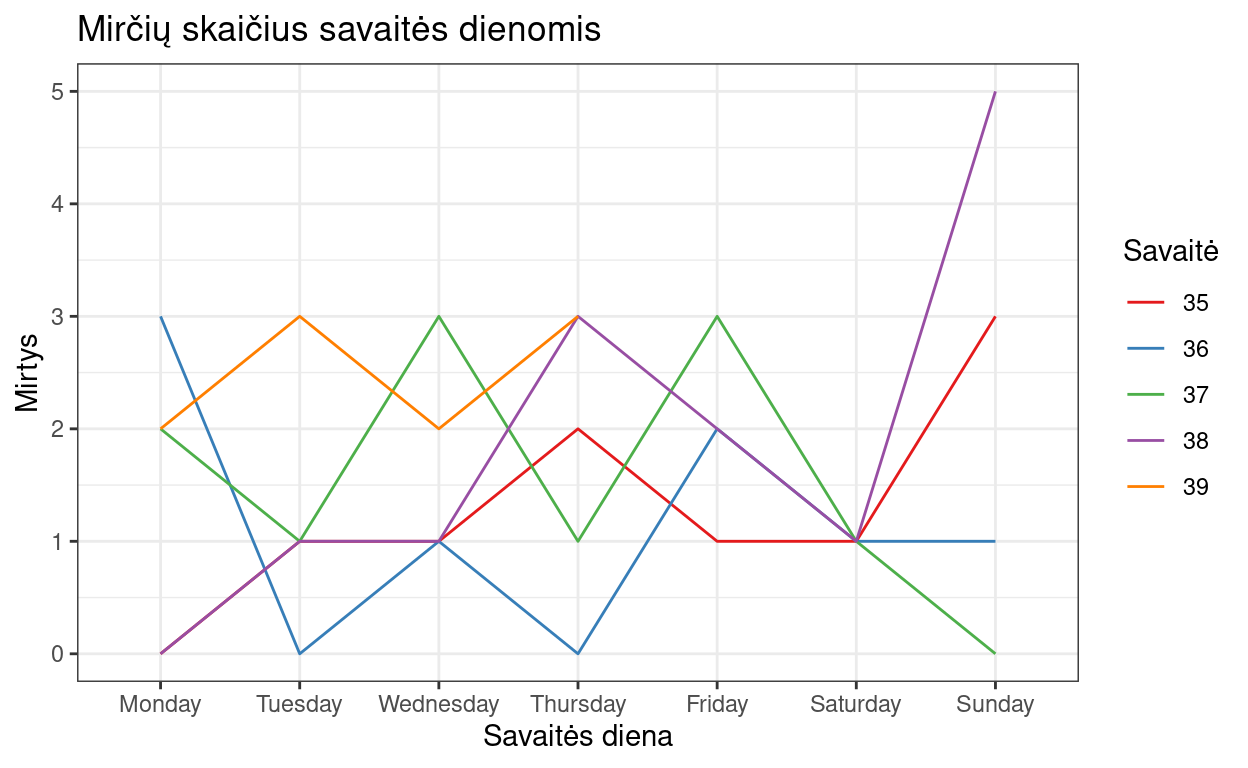 Mirčių skaičius savaitės dienomis
5
4
3
2
1
0
Mirtys
Monday Tuesday Wednesday Thursday Friday Saturday Sunday
Savaitės diena
Savaitė
35
36
37
38
39